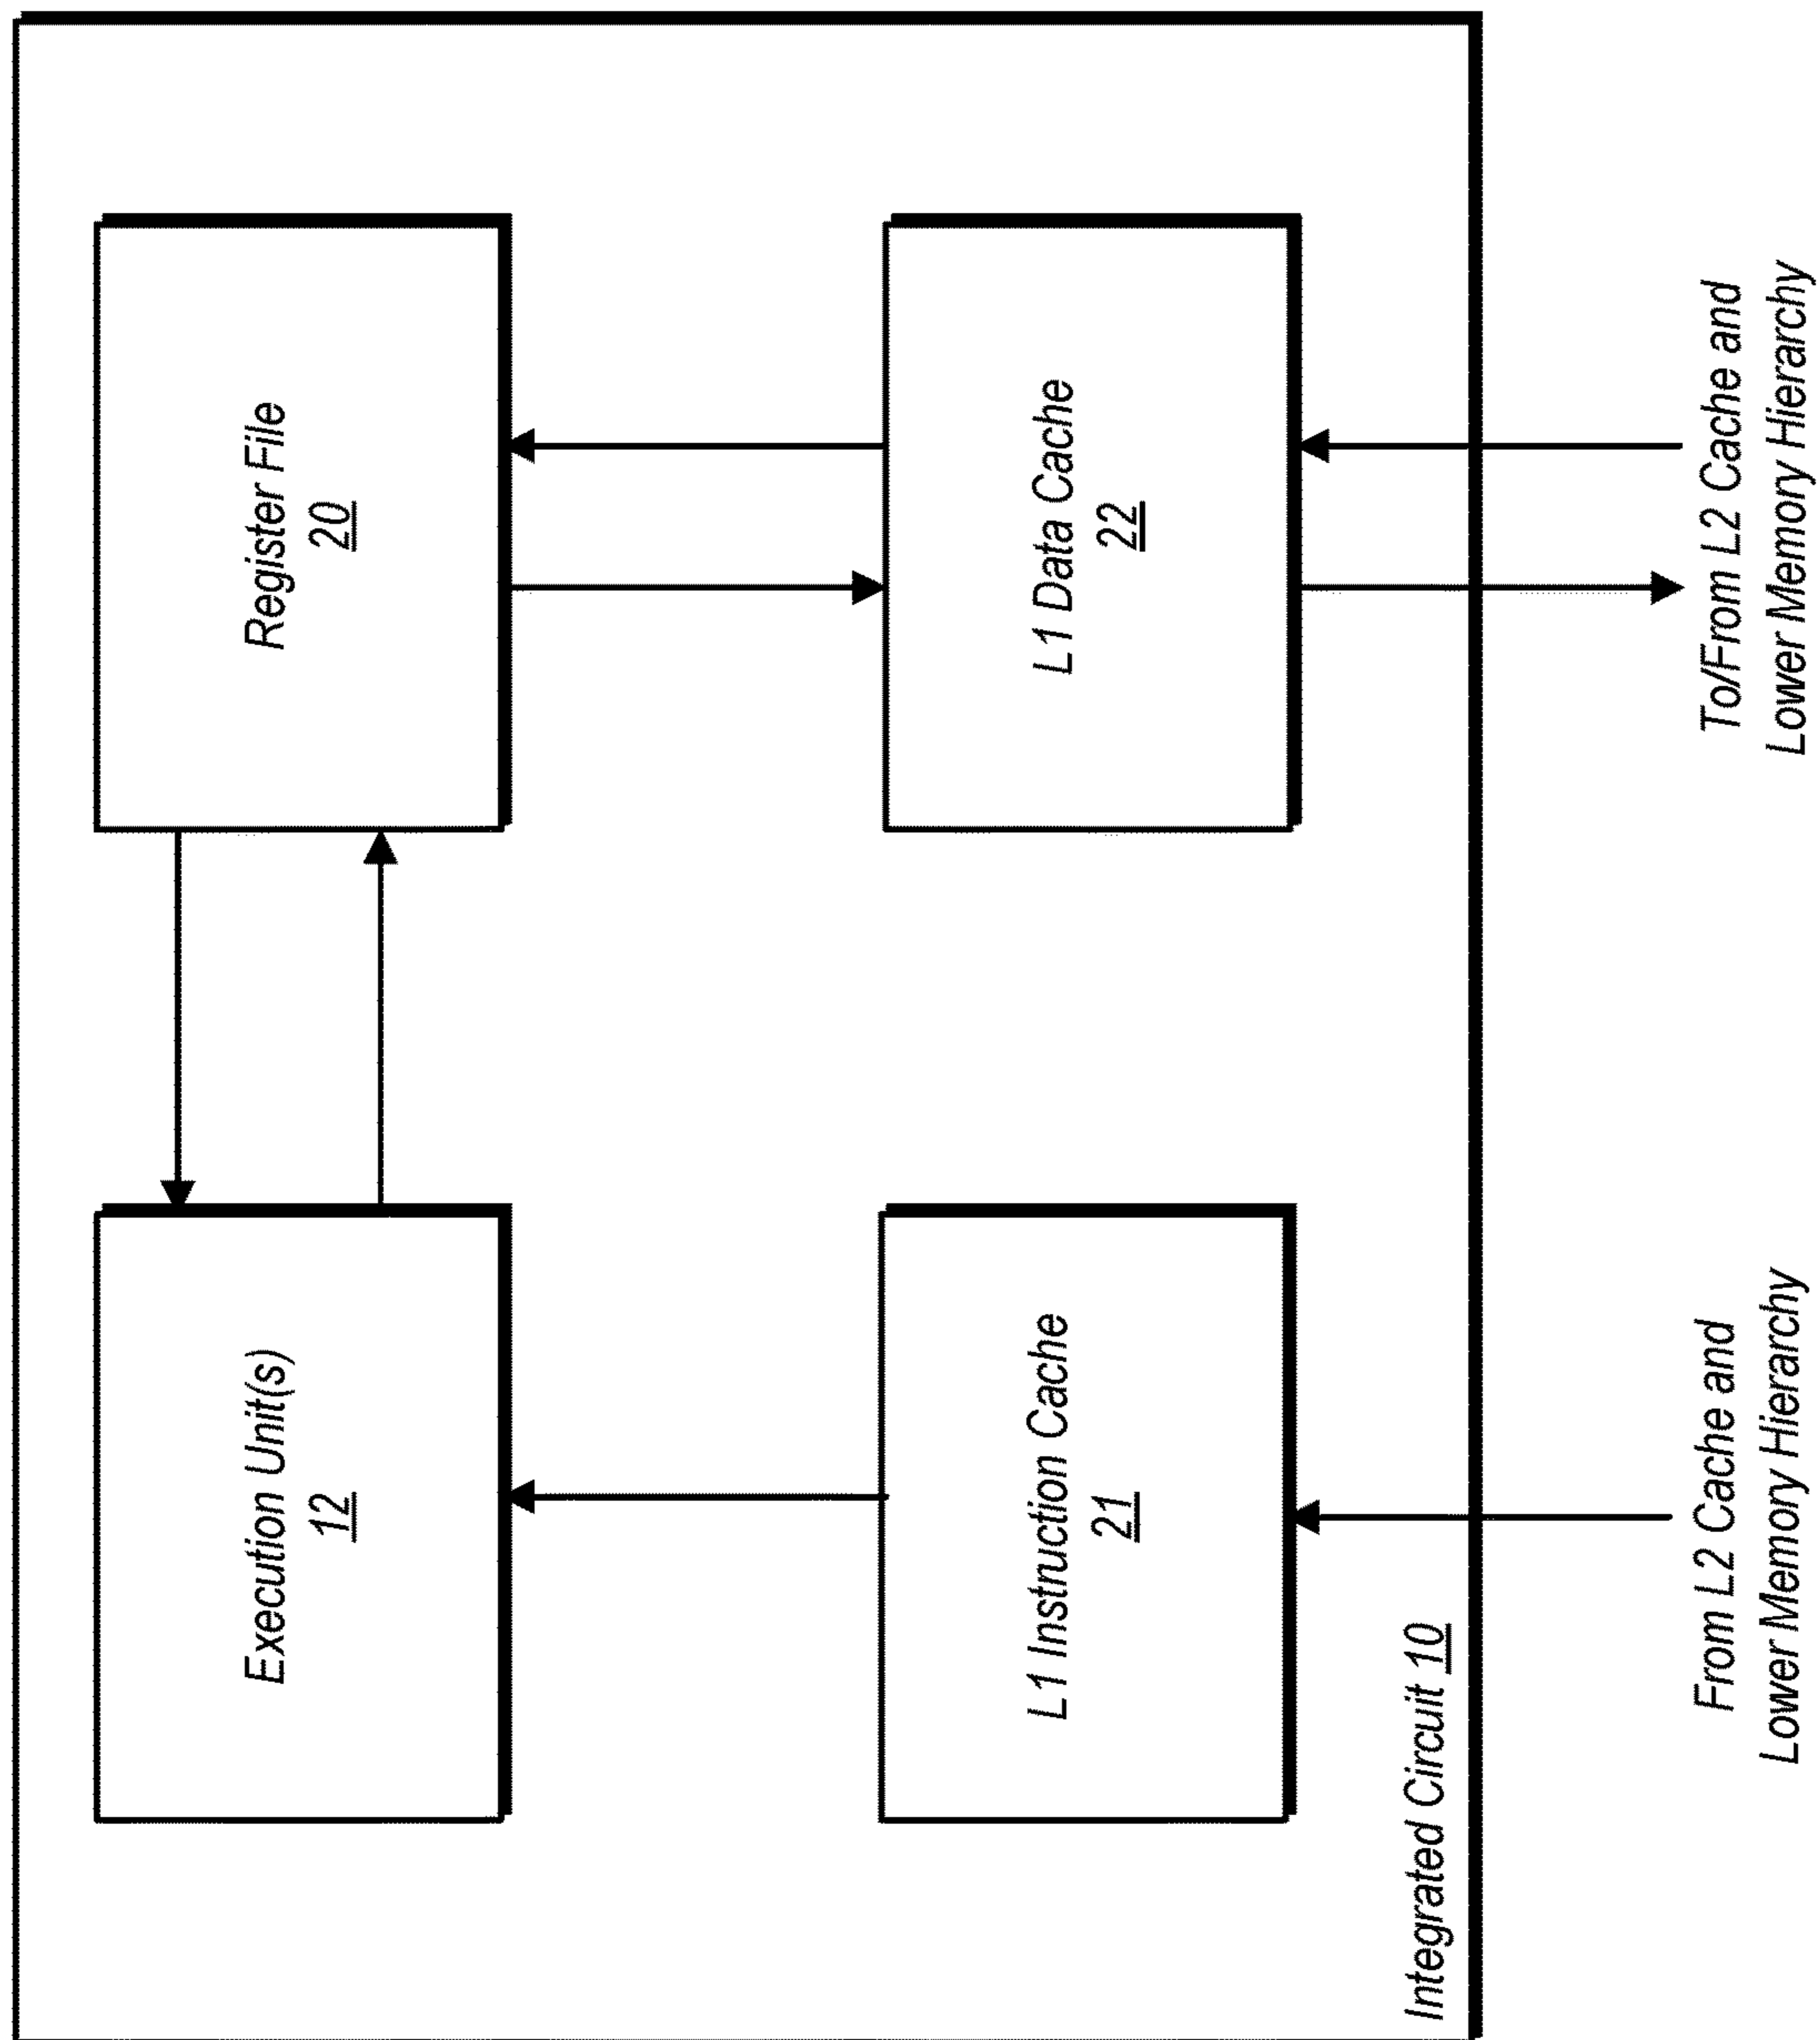 Execution Unit(s)
12
Register File
20
L1 Instruction Cache
21
L1 Data Cache
22
Integrated Circuit 10
From L2 Cache and
Lower Memory Hierarchy
To/From L2 Cache and
Lower Memory Hierarchy